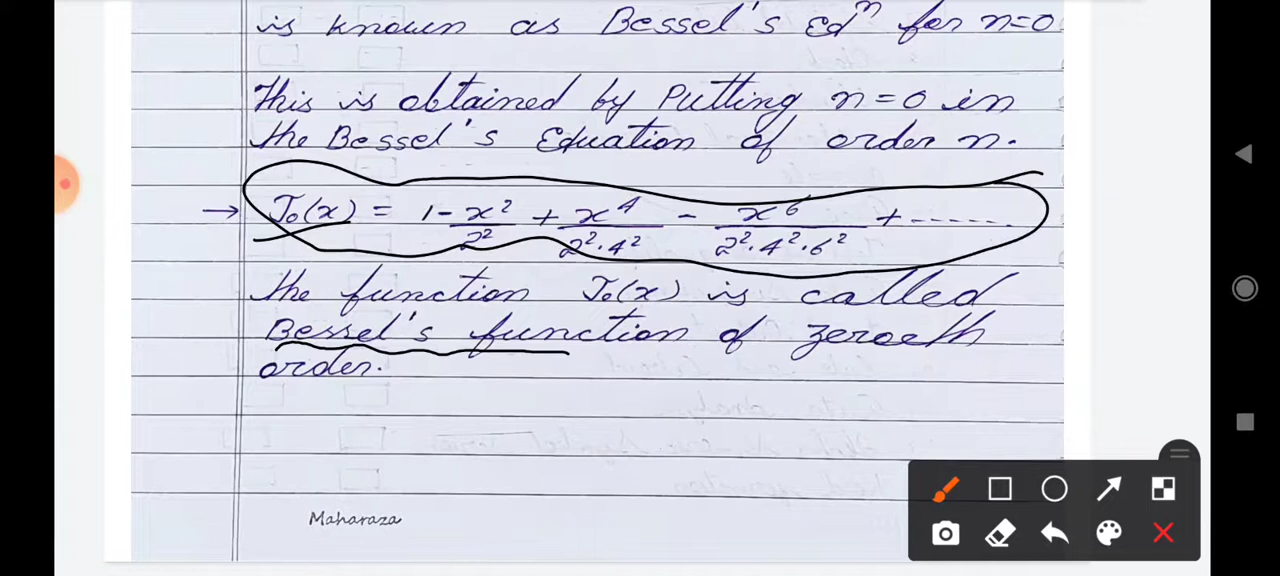 is known as Bessel's Edⁿ for n=0
This is obtained by Putting n=0 in
the Bessel's Equation of order n.
→ J₀(x) = 1 - x²/2² + x⁴/2²·4² - x⁶/2²·4²·6² + ------
the function J₀(x) is called
Bessel's function of zeroeth
order.
Maharaza